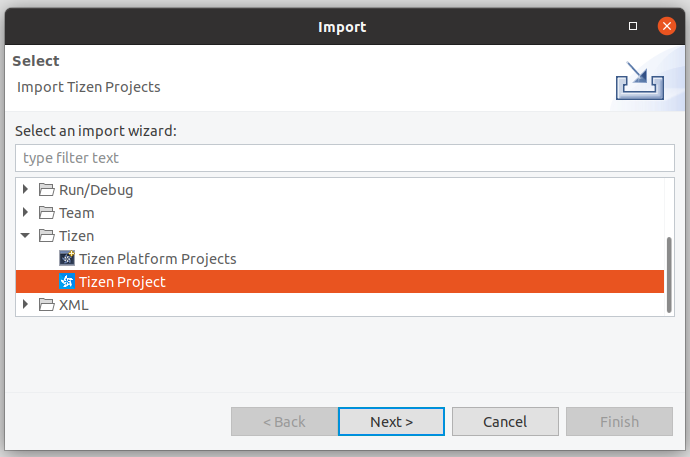 Import
Select
Import Tizen Projects
Select an import wizard:
type filter text
Run/Debug
Team
Tizen
Tizen Platform Projects
Tizen Project
XML
< Back
Next >
Cancel
Finish